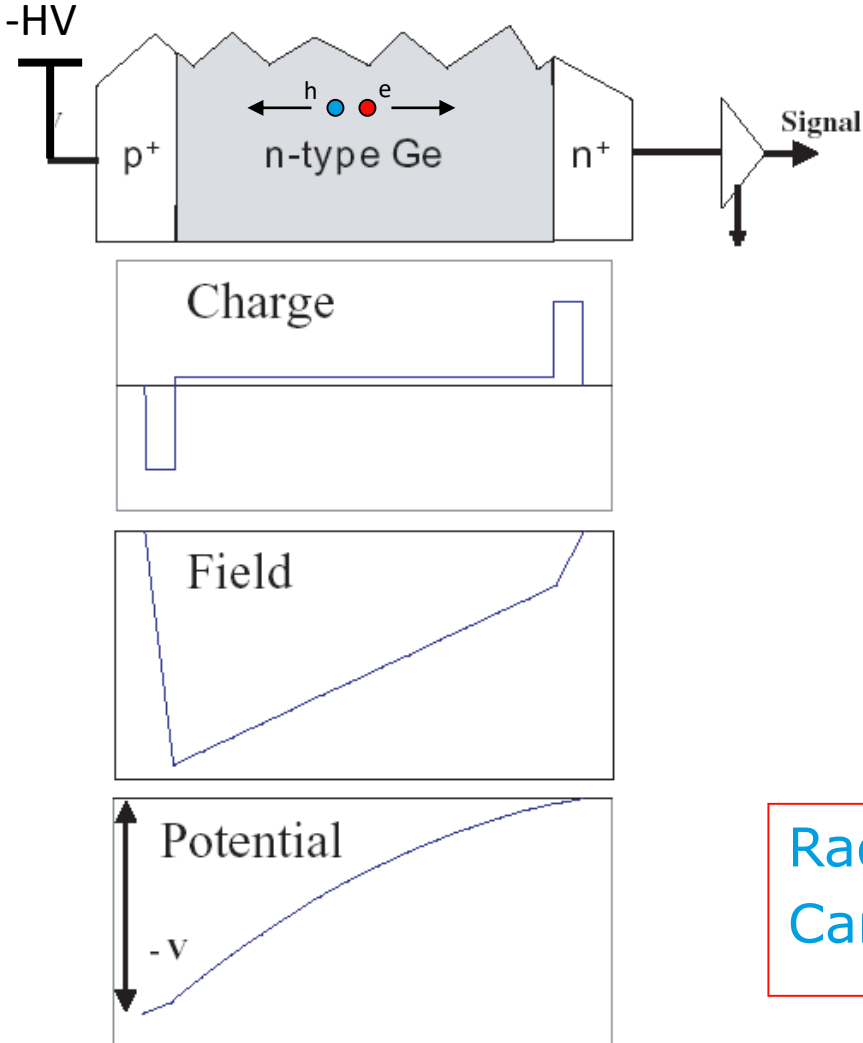 -HV
h e
Signal
p+ n-type Ge n+
Charge
Field
Potential
- V